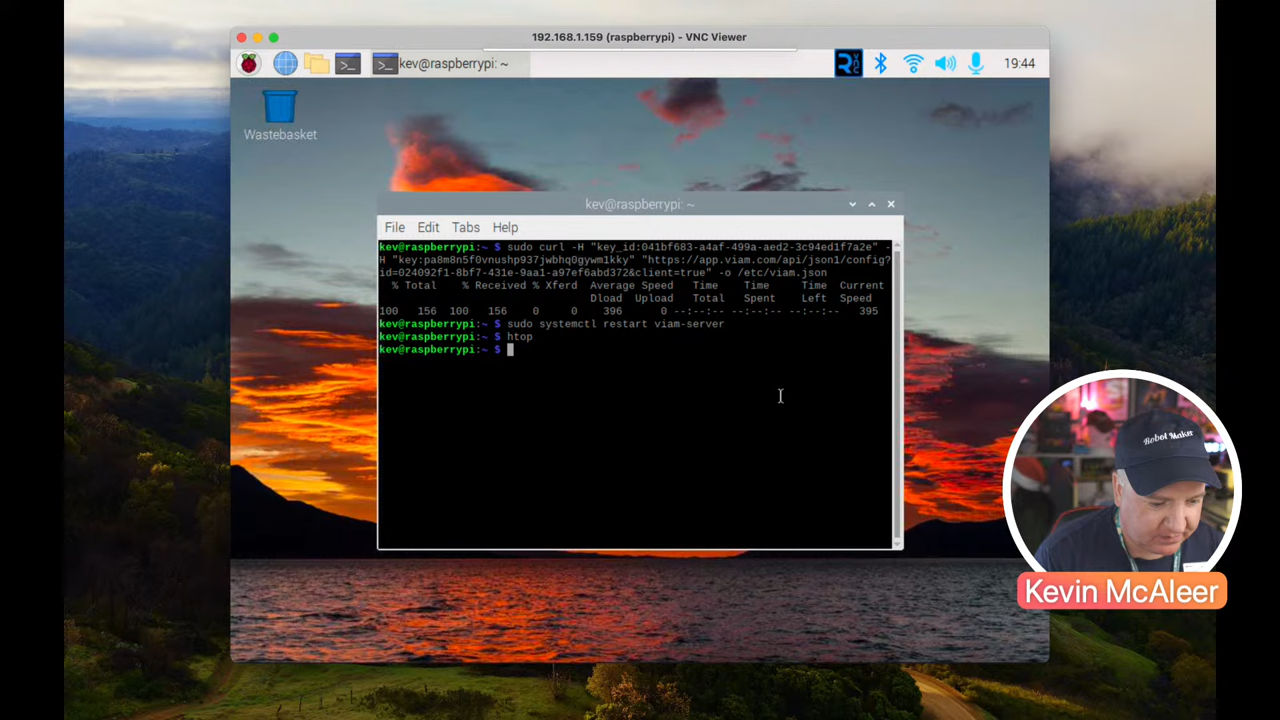 192.168.1.159 (raspberrypi) - VNC Viewer
kev@raspberrypi: ~
19:44
Wastebasket
kev@raspberrypi: ~
File Edit Tabs Help
kev@raspberrypi:~ $ sudo curl -H "key_id:041bf683-a4af-499a-aed2-3c94ed1f7a2e" -
H "key:pa8m8n5f0vnushp937jwbhq0gywm1kky" "https://app.viam.com/api/json1/config?
id=024092f1-8bf7-431e-9aa1-a97ef6abd372&client=true" -o /etc/viam.json
% Total % Received % Xferd Average Speed Time Time Time Current
Dload Upload Total Spent Left Speed
100 156 100 156 0 0 396 0 --:--:-- --:--:-- --:--:-- 395
kev@raspberrypi:~ $ sudo systemctl restart viam-server
kev@raspberrypi:~ $ htop
kev@raspberrypi:~ $
Robot Maker
Kevin McAleer